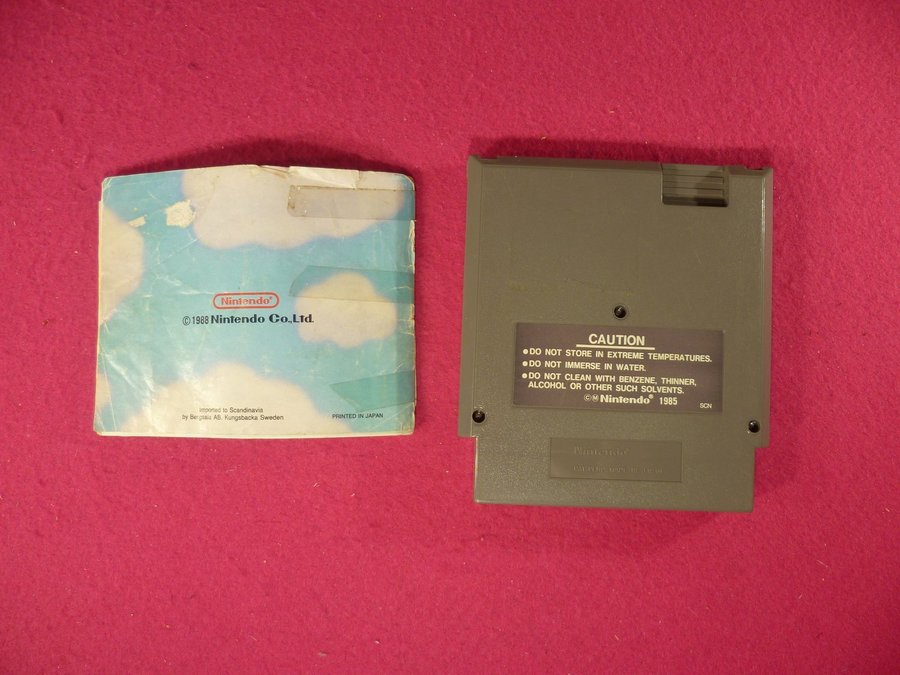 Nintendo®
©1988 Nintendo Co.,Ltd.
Imported to Scandinavia
by Bergsala AB, Kungsbacka Sweden
PRINTED IN JAPAN
CAUTION
●DO NOT STORE IN EXTREME TEMPERATURES.
●DO NOT IMMERSE IN WATER.
●DO NOT CLEAN WITH BENZENE, THINNER,
ALCOHOL OR OTHER SUCH SOLVENTS.
©Ⓜ Nintendo® 1985
SCN
Nintendo®